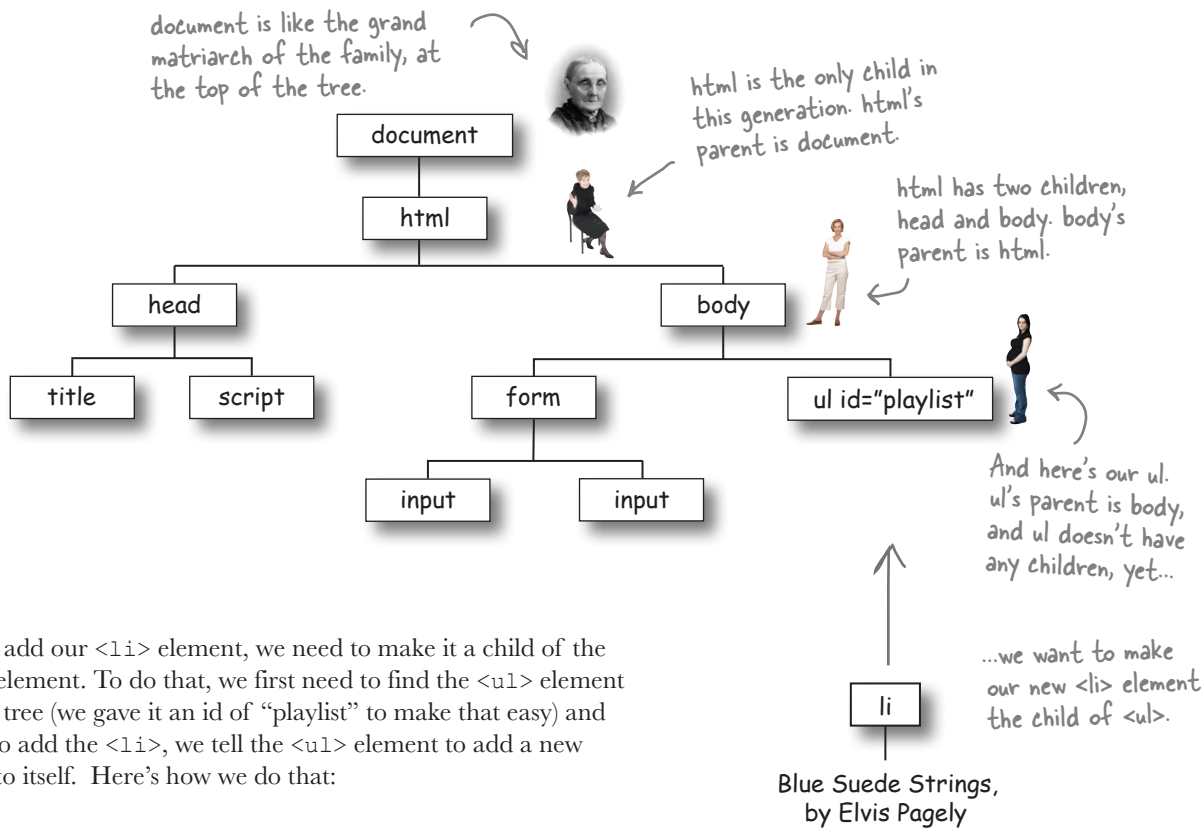 document is like the grand
matriarch of the family, at
the top of the tree.
html is the only child in
this generation. html's
parent is document.
document
html
html has two children,
head and body. body's
parent is html.
head
body
title
script
form
ul id=”playlist”
input
input
And here's our ul.
ul's parent is body,
and ul doesn't have
any children, yet...
add our <li> element, we need to make it a child of the
element. To do that, we first need to find the <ul> element
tree (we gave it an id of “playlist” to make that easy) and
o add the <li>, we tell the <ul> element to add a new
to itself. Here’s how we do that:
...we want to make
our new <li> element
the child of <ul>.
li
Blue Suede Strings,
by Elvis Pagely